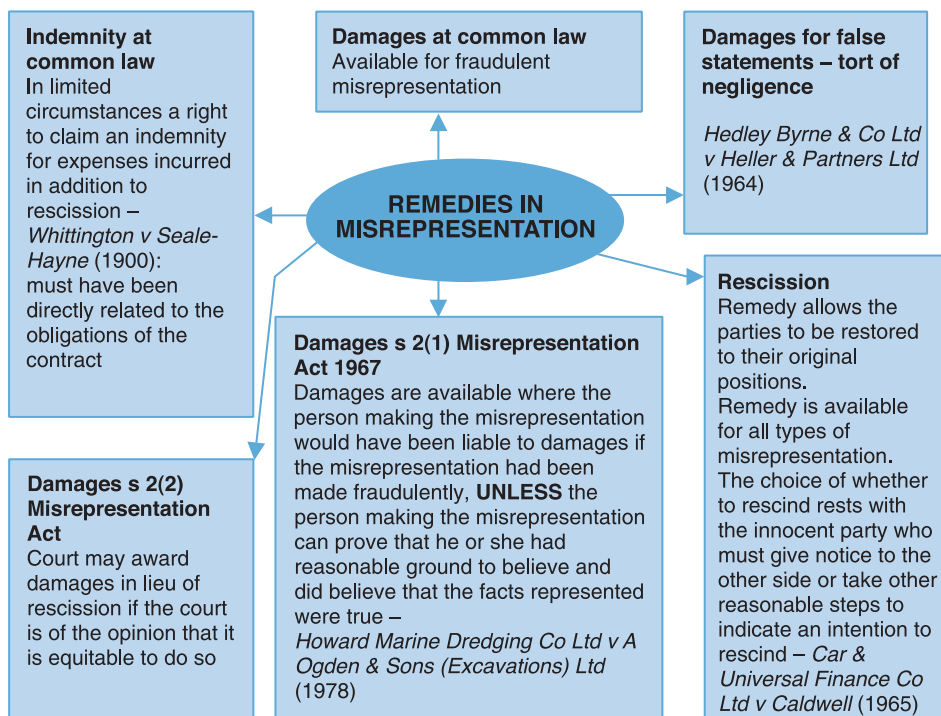 Indemnity at
common law
In limited
circumstances a right
to claim an indemnity
for expenses incurred
in addition to
rescission –
Whittington v Seale-
Hayne (1900):
must have been
directly related to the
obligations of the
contract
Damages at common law
Available for fraudulent
misrepresentation
Damages for false
statements – tort of
negligence
Hedley Byrne & Co Ltd
v Heller & Partners Ltd
(1964)
REMEDIES IN
MISREPRESENTATION
Damages s 2(2)
Misrepresentation
Act
Court may award
damages in lieu of
rescission if the court
is of the opinion that it
is equitable to do so
Damages s 2(1) Misrepresentation
Act 1967
Damages are available where the
person making the misrepresentation
would have been liable to damages if
the misrepresentation had been
made fraudulently, UNLESS the
person making the misrepresentation
can prove that he or she had
reasonable ground to believe and
did believe that the facts represented
were true –
Howard Marine Dredging Co Ltd v A
Ogden & Sons (Excavations) Ltd
(1978)
Rescission
Remedy allows the
parties to be restored
to their original
positions.
Remedy is available
for all types of
misrepresentation.
The choice of whether
to rescind rests with
the innocent party who
must give notice to the
other side or take other
reasonable steps to
indicate an intention to
rescind – Car &
Universal Finance Co
Ltd v Caldwell (1965)